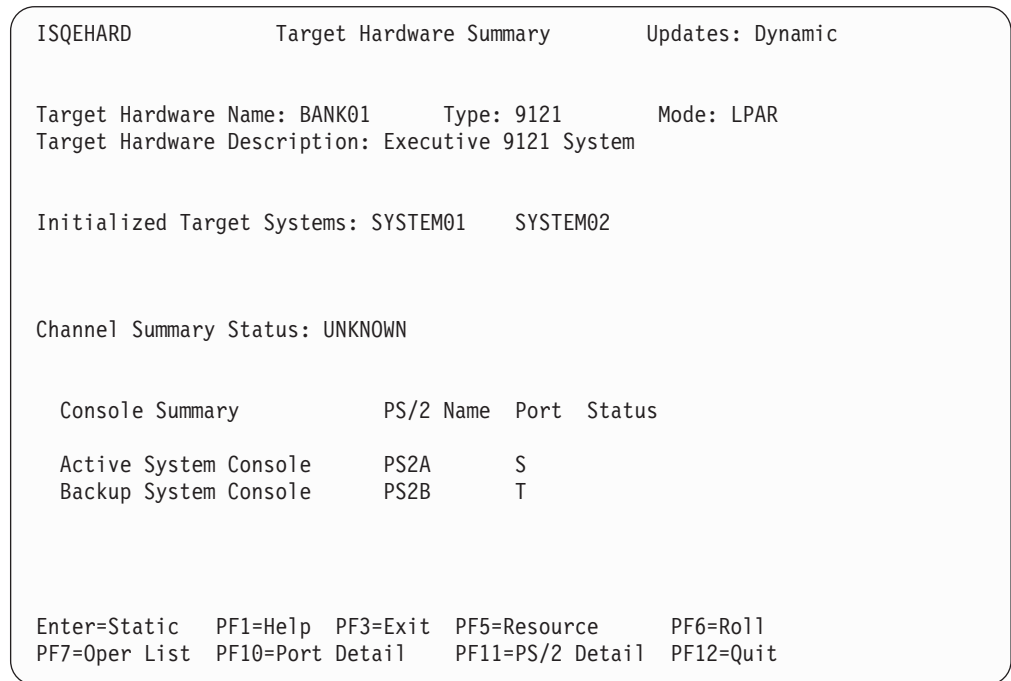 ISQEHARD Target Hardware Summary Updates: Dynamic
Target Hardware Name: BANK01 Type: 9121 Mode: LPAR
Target Hardware Description: Executive 9121 System
Initialized Target Systems: SYSTEM01 SYSTEM02
Channel Summary Status: UNKNOWN
Console Summary PS/2 Name Port Status
Active System Console PS2A S
Backup System Console PS2B T
Enter=Static PF1=Help PF3=Exit PF5=Resource PF6=Roll
PF7=Oper List PF10=Port Detail PF11=PS/2 Detail PF12=Quit